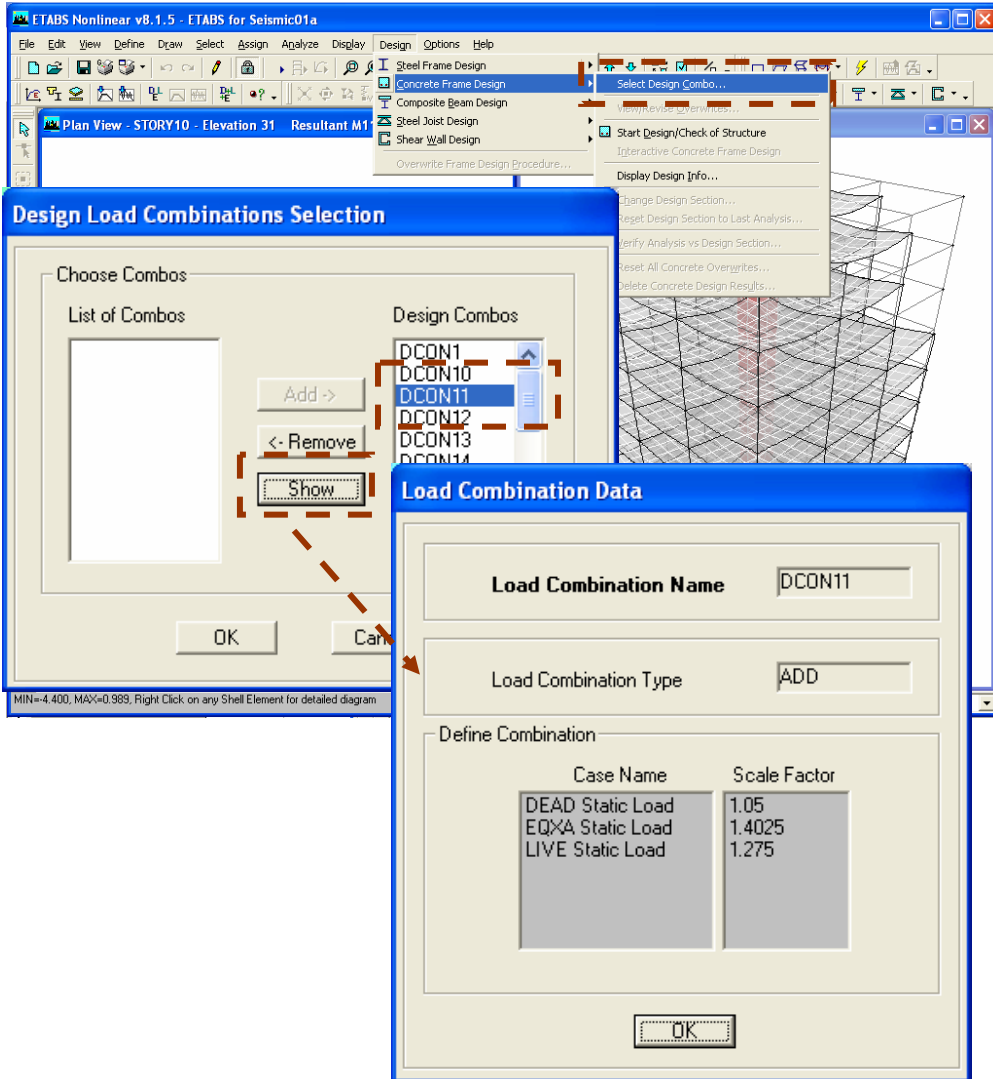 ETABS Nonlinear v8.1.5 - ETABS for Seismic01a
File Edit View Define Draw Select Assign Analyze Display Design Options Help
Steel Frame Design
Concrete Frame Design
Composite Beam Design
Steel Joist Design
Shear Wall Design
Overwrite Frame Design Procedure...
Select Design Combo...
View/Revise Overwrites...
Start Design/Check of Structure
Interactive Concrete Frame Design
Display Design Info...
Change Design Section...
Reset Design Section to Last Analysis...
Verify Analysis vs Design Section...
Reset All Concrete Overwrites...
Delete Concrete Design Results...
Plan View - STORY10 - Elevation 31 Resultant M11
Design Load Combinations Selection
Choose Combos
List of Combos
Design Combos
DCON1
DCON10
DCON11
DCON12
DCON13
DCON14
Add ->
<- Remove
Show
OK
MIN=-4.400, MAX=0.989, Right Click on any Shell Element for detailed diagram
Load Combination Data
Load Combination Name
DCON11
Load Combination Type
ADD
Define Combination
Case Name Scale Factor
DEAD Static Load 1.05
EQXA Static Load 1.4025
LIVE Static Load 1.275
OK